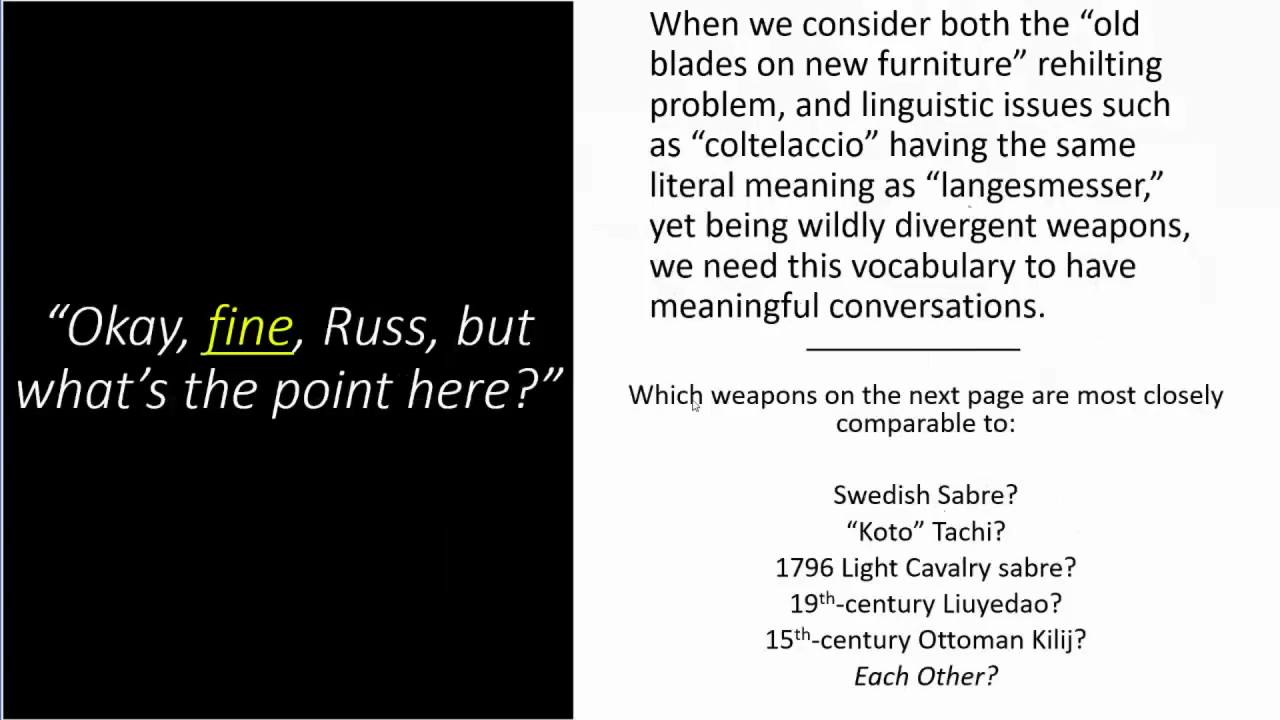 “Okay, fine, Russ, but
what’s the point here?”
When we consider both the “old
blades on new furniture” rehilting
problem, and linguistic issues such
as “coltelaccio” having the same
literal meaning as “langesmesser,”
yet being wildly divergent weapons,
we need this vocabulary to have
meaningful conversations.
Which weapons on the next page are most closely
comparable to:
Swedish Sabre?
“Koto” Tachi?
1796 Light Cavalry sabre?
19th-century Liuyedao?
15th-century Ottoman Kilij?
Each Other?